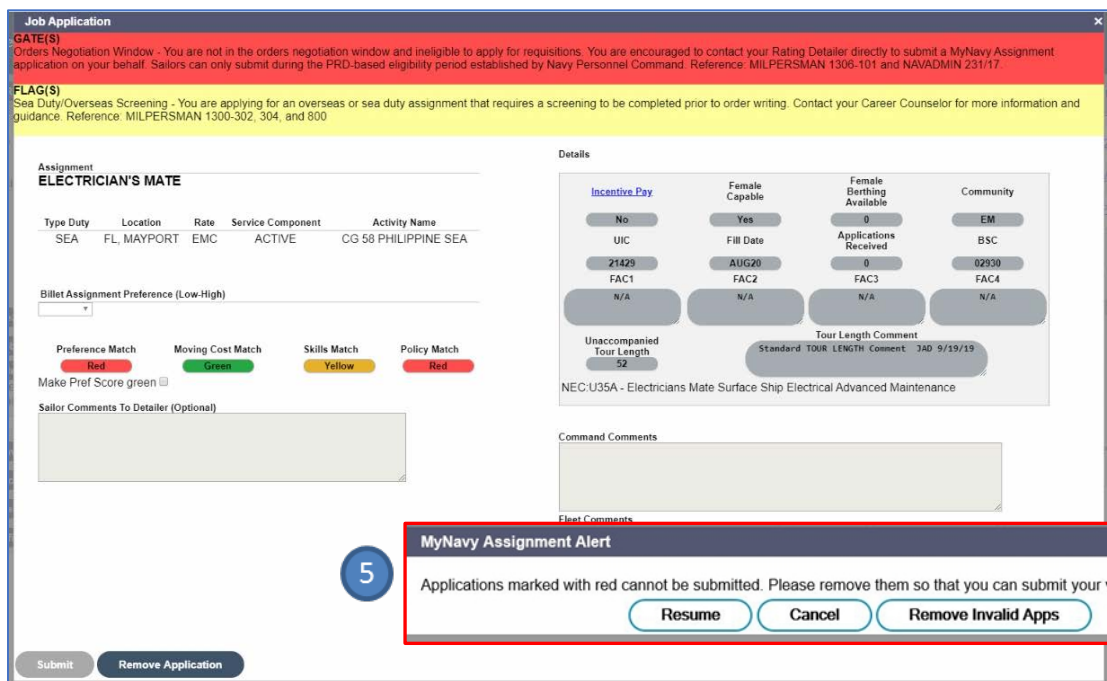 Job Application ×
GATE(S)
Orders Negotiation Window - You are not in the orders negotiation window and ineligible to apply for requisitions. You are encouraged to contact your Rating Detailer directly to submit a MyNavy Assignment
application on your behalf. Sailors can only submit during the PRD-based eligibility period established by Navy Personnel Command. Reference: MILPERSMAN 1306-101 and NAVADMIN 231/17.
FLAG(S)
Sea Duty/Overseas Screening - You are applying for an overseas or sea duty assignment that requires a screening to be completed prior to order writing. Contact your Career Counselor for more information and
guidance. Reference: MILPERSMAN 1300-302, 304, and 800
Assignment
ELECTRICIAN'S MATE
Type Duty Location Rate Service Component Activity Name
SEA FL, MAYPORT EMC ACTIVE CG 58 PHILIPPINE SEA
Billet Assignment Preference (Low-High)
Preference Match Moving Cost Match Skills Match Policy Match
Red Green Yellow Red
Make Pref Score green
Sailor Comments To Detailer (Optional)
Details
Incentive Pay Female Capable Female Berthing Available Community
No Yes 0 EM
UIC Fill Date Applications Received BSC
21429 AUG20 0 02930
FAC1 FAC2 FAC3 FAC4
N/A N/A N/A N/A
Unaccompanied Tour Length Tour Length Comment
52 Standard TOUR LENGTH Comment JAD 9/19/19
NEC:U35A - Electricians Mate Surface Ship Electrical Advanced Maintenance
Command Comments
Fleet Comments
5
MyNavy Assignment Alert
Applications marked with red cannot be submitted. Please remove them so that you can submit your
Resume Cancel Remove Invalid Apps
Submit Remove Application